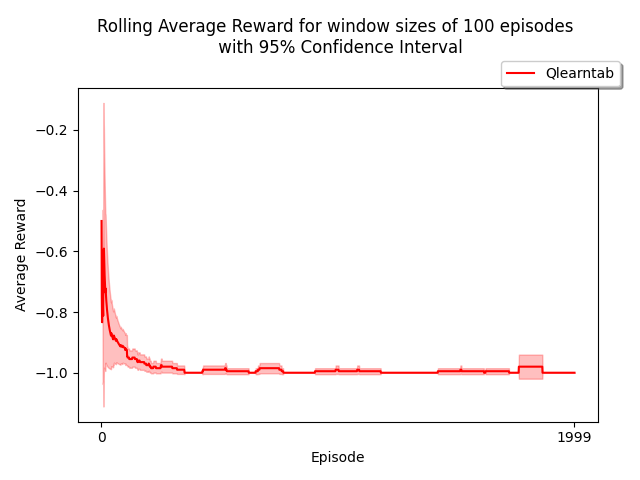 Rolling Average Reward for window sizes of 100 episodes
with 95% Confidence Interval
Qlearntab
−0.2
−0.4
−0.6
−0.8
−1.0
Average Reward
0
1999
Episode